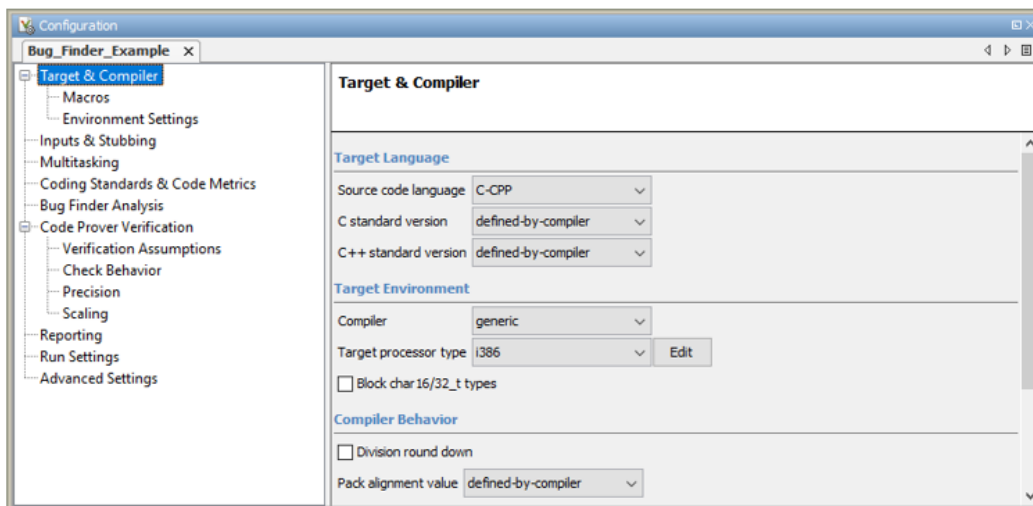 Configuration
Bug_Finder_Example
Target & Compiler
Macros
Environment Settings
Inputs & Stubbing
Multitasking
Coding Standards & Code Metrics
Bug Finder Analysis
Code Prover Verification
Verification Assumptions
Check Behavior
Precision
Scaling
Reporting
Run Settings
Advanced Settings
Target & Compiler
Target Language
Source code language C-CPP
C standard version defined-by-compiler
C++ standard version defined-by-compiler
Target Environment
Compiler generic
Target processor type i386 Edit
Block char16/32_t types
Compiler Behavior
Division round down
Pack alignment value defined-by-compiler